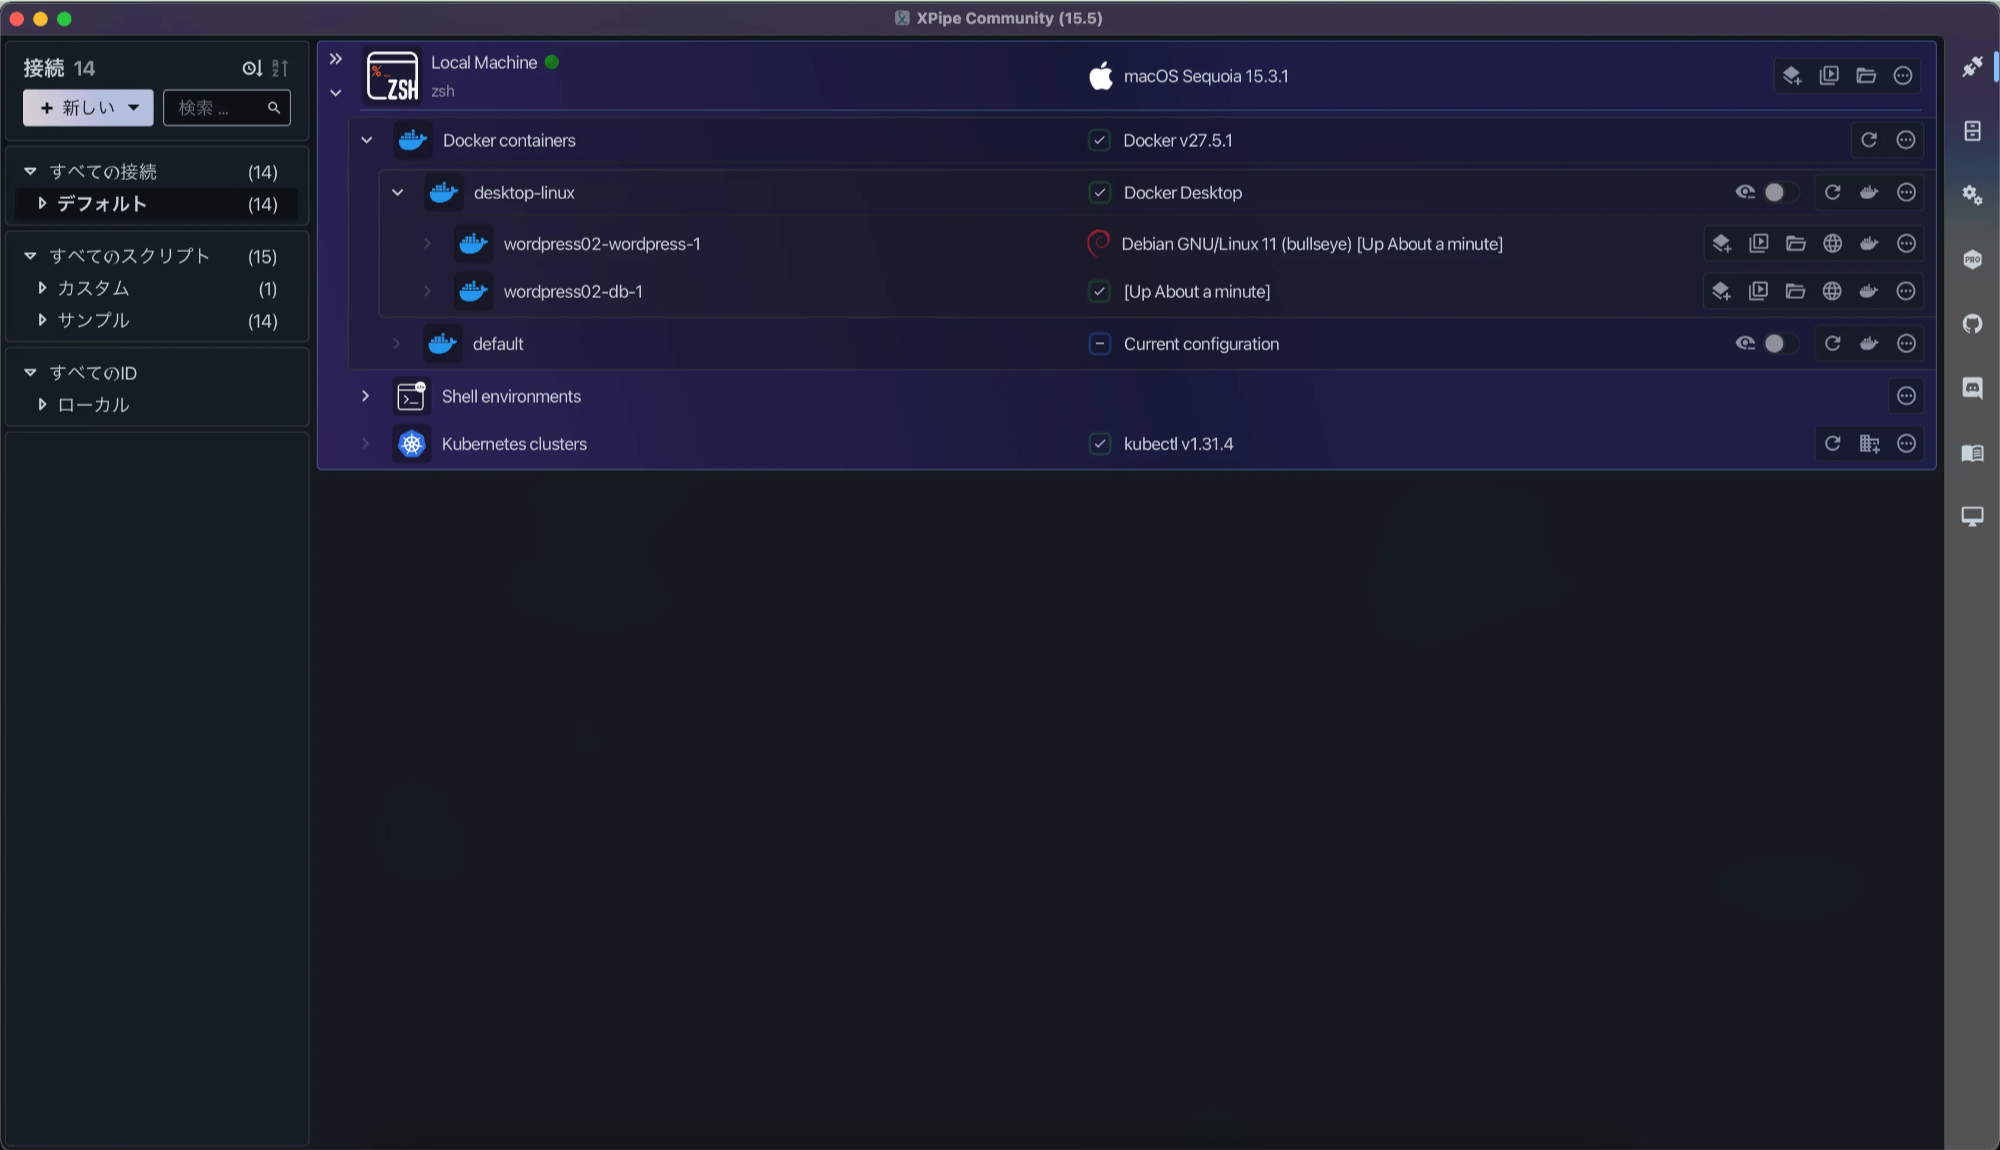 XPipe Community (15.5)
接続 14
+ 新しい
検索 ...
すべての接続 (14)
デフォルト (14)
すべてのスクリプト (15)
カスタム (1)
サンプル (14)
すべてのID
ローカル
%_ ZSH
Local Machine
zsh
macOS Sequoia 15.3.1
Docker containers
Docker v27.5.1
desktop-linux
Docker Desktop
wordpress02-wordpress-1
Debian GNU/Linux 11 (bullseye) [Up About a minute]
wordpress02-db-1
[Up About a minute]
default
Current configuration
Shell environments
Kubernetes clusters
kubectl v1.31.4
PRO